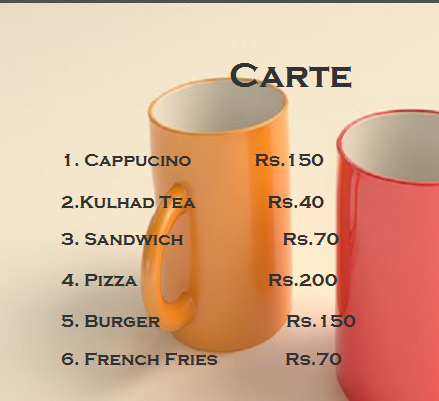 Carte
1. Cappucino Rs.150
2.Kulhad Tea Rs.40
3. Sandwich Rs.70
4. Pizza Rs.200
5. Burger Rs.150
6. French Fries Rs.70